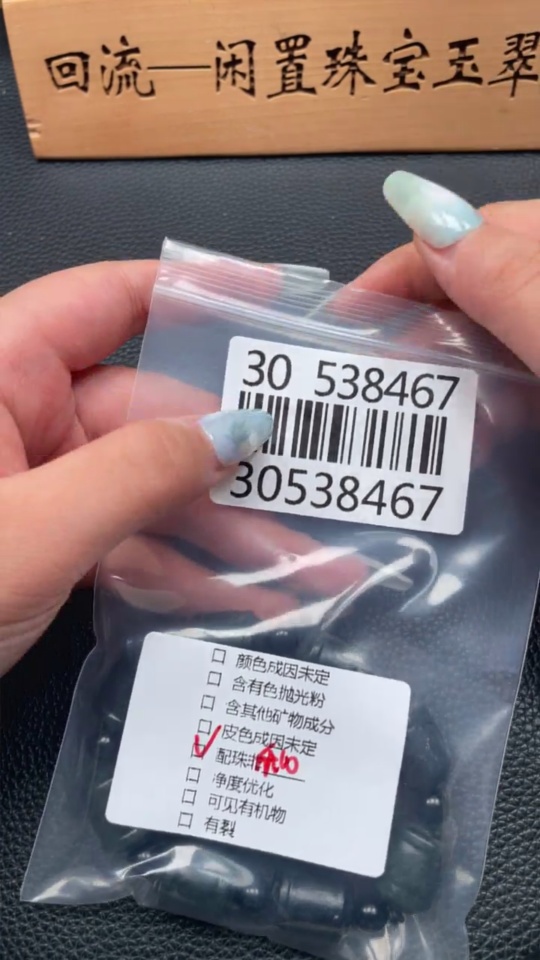 回流—闲置珠宝玉翠
30 538467
30538467
颜色成因未定
含有色抛光粉
含其他矿物成分
皮色成因未定
配珠非
净度优化
可见有机物
有裂